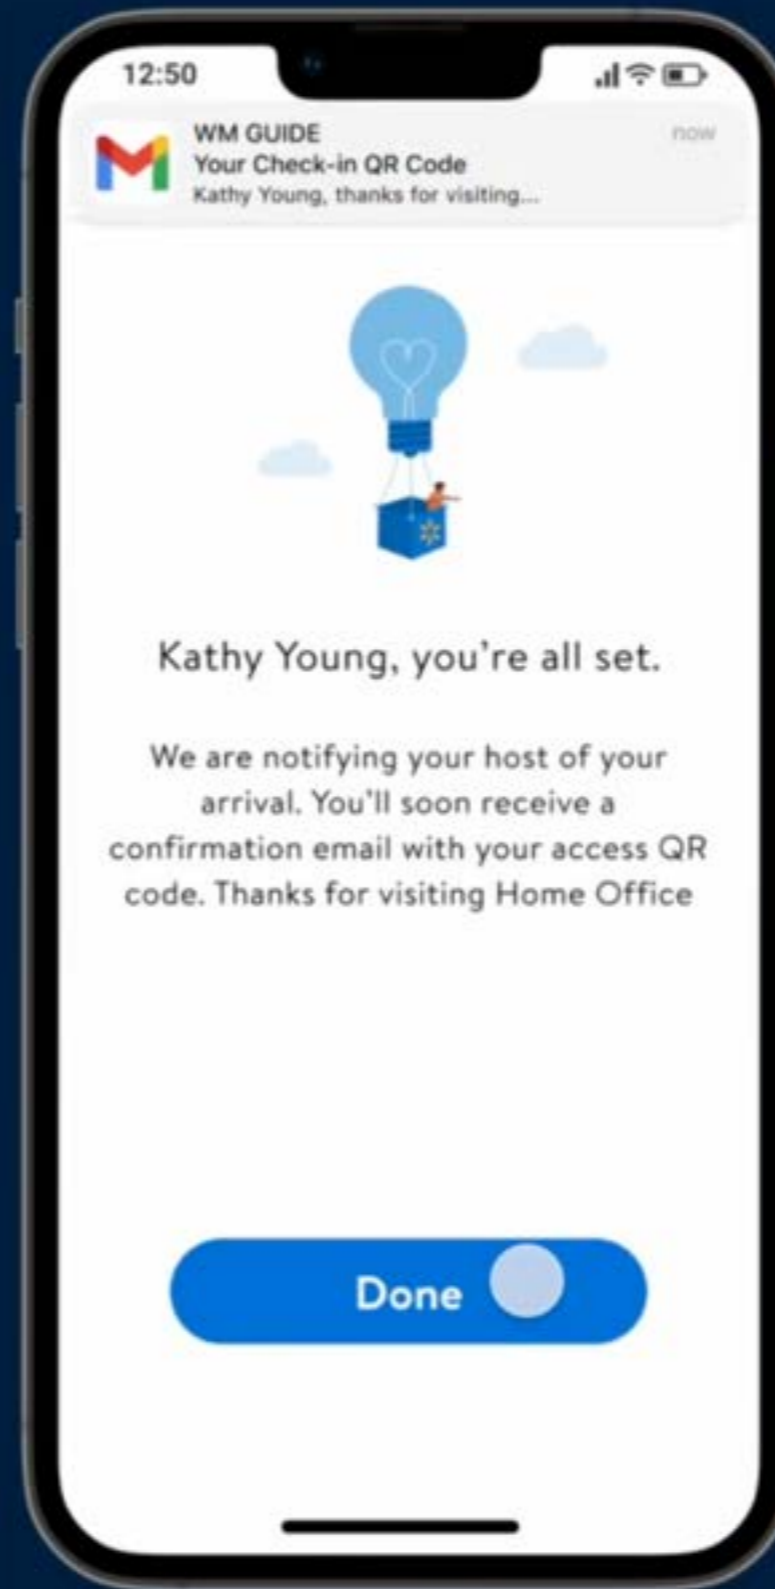 12:50
WM GUIDE
now
Your Check-in QR Code
Kathy Young, thanks for visiting...
Kathy Young, you're all set.
We are notifying your host of your
arrival. You'll soon receive a
confirmation email with your access QR
code. Thanks for visiting Home Office
Done